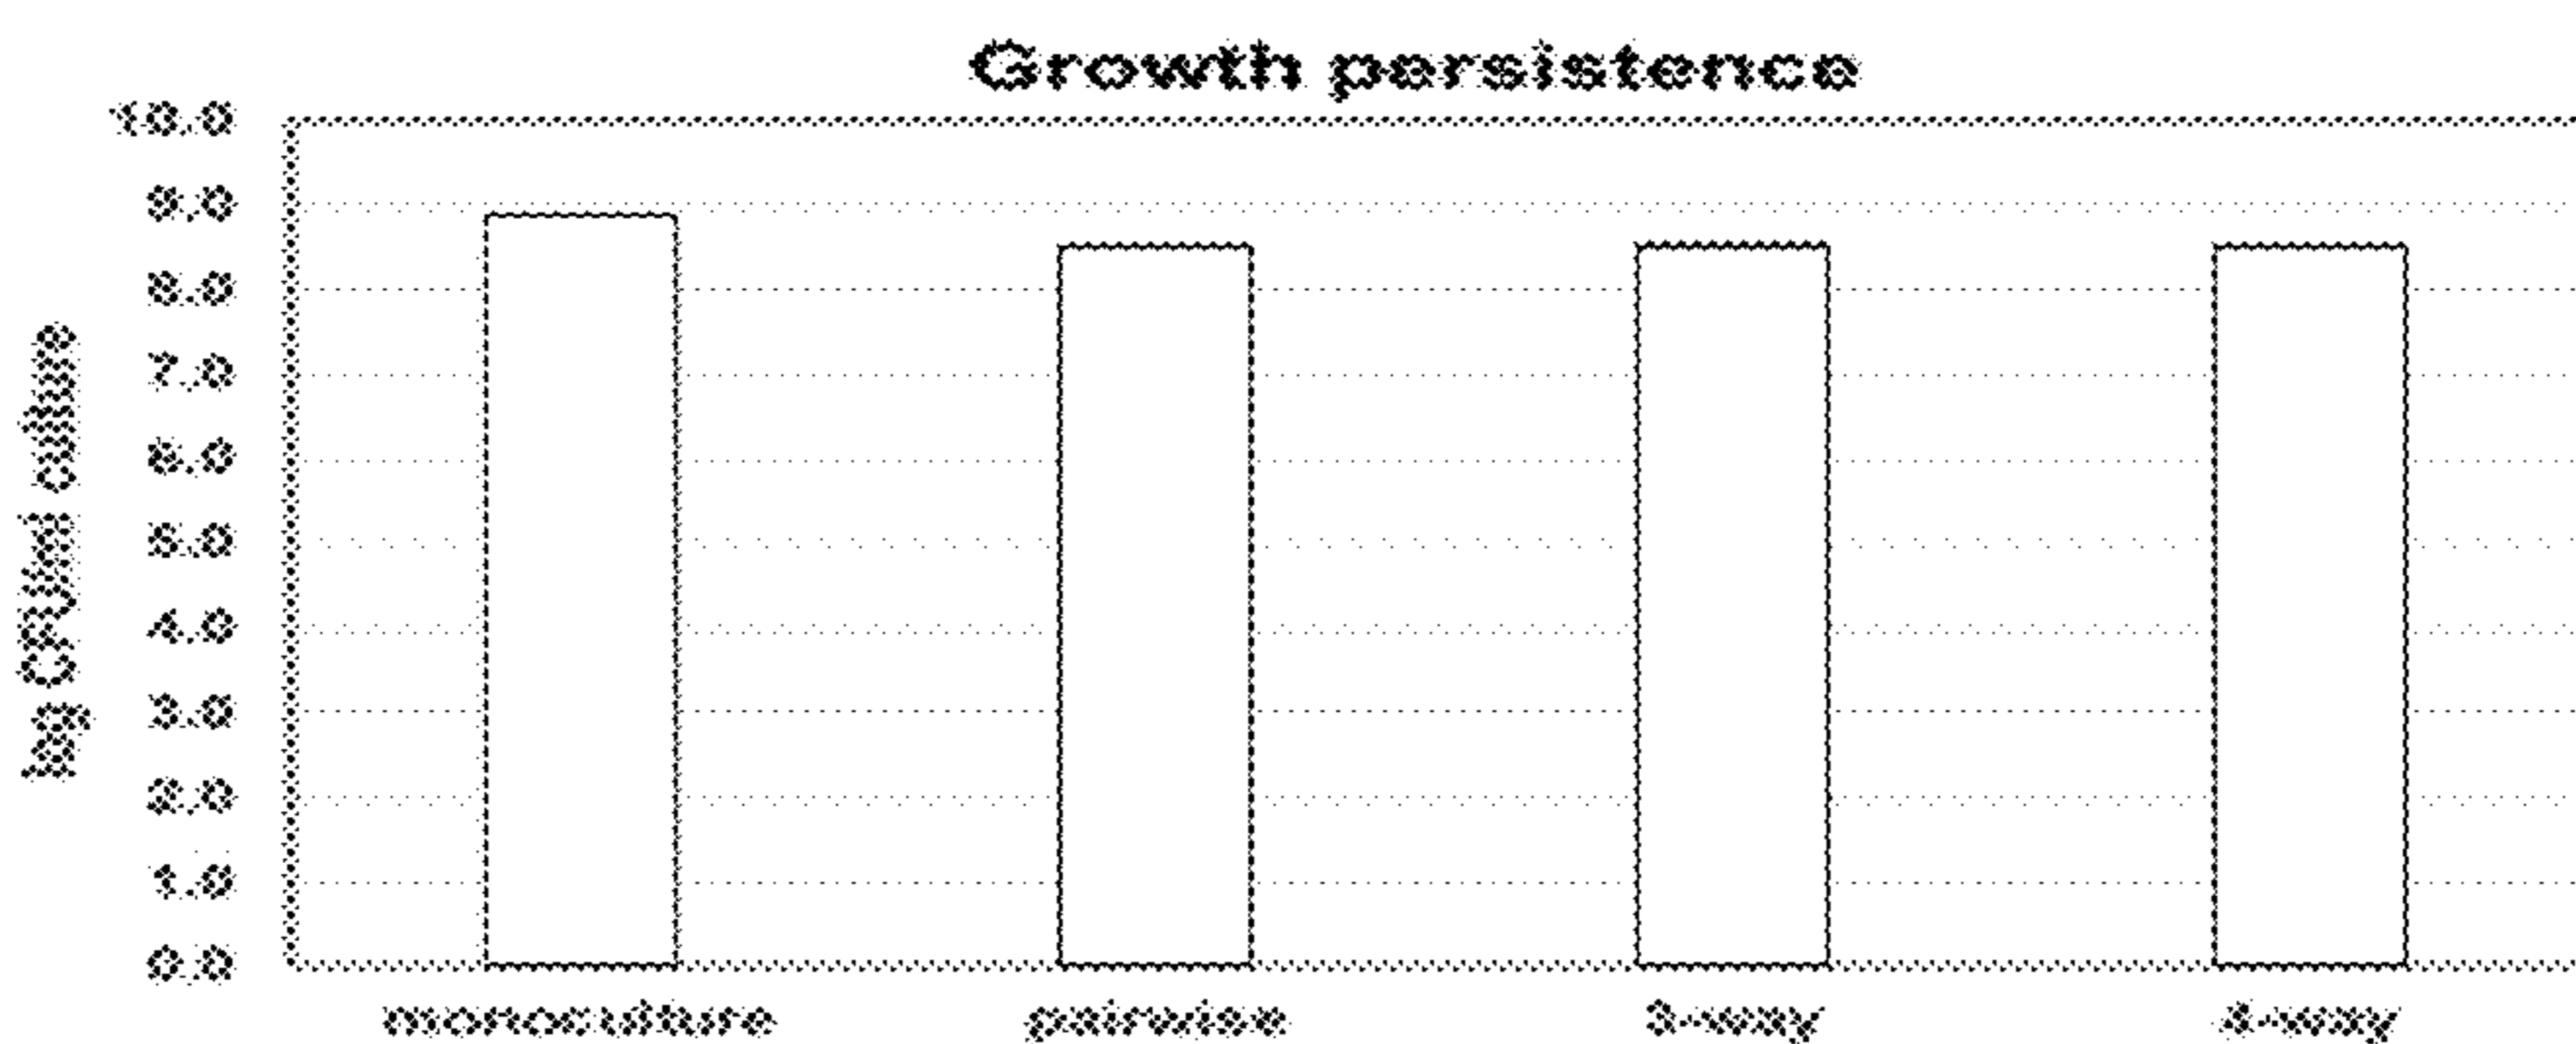 Growth persistence
10.0
9.0
8.0
7.0
6.0
5.0
4.0
3.0
2.0
1.0
0.0
log CFU/ml culture
monoculture
pairwise
3-way
4-way